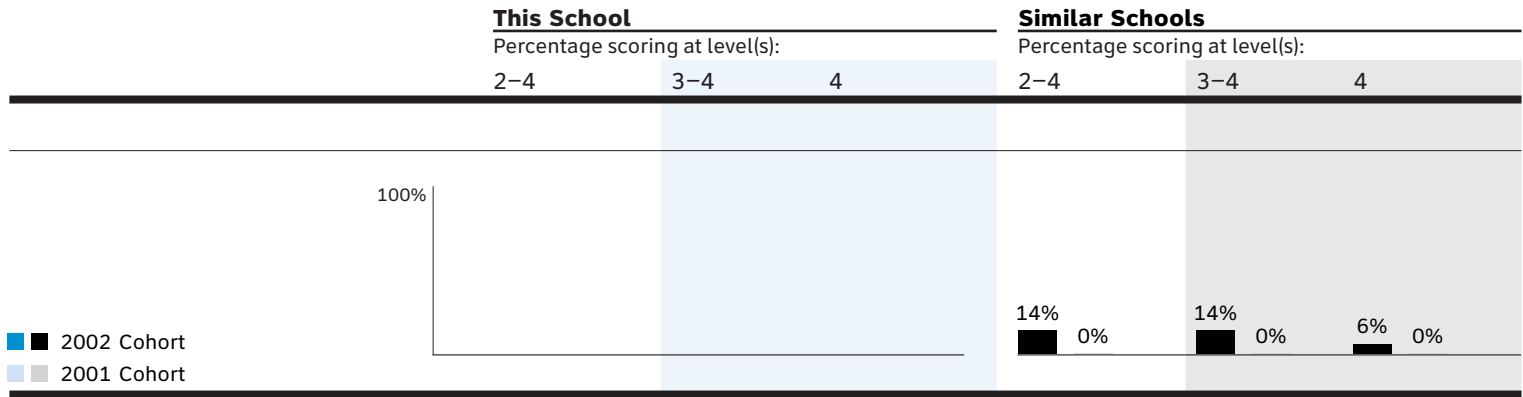 This School Similar Schools
Percentage scoring at level(s): Percentage scoring at level(s):
2–4 3–4 4 2–4 3–4 4
100%
14% 0% 14% 0% 6% 0%
2002 Cohort
2001 Cohort